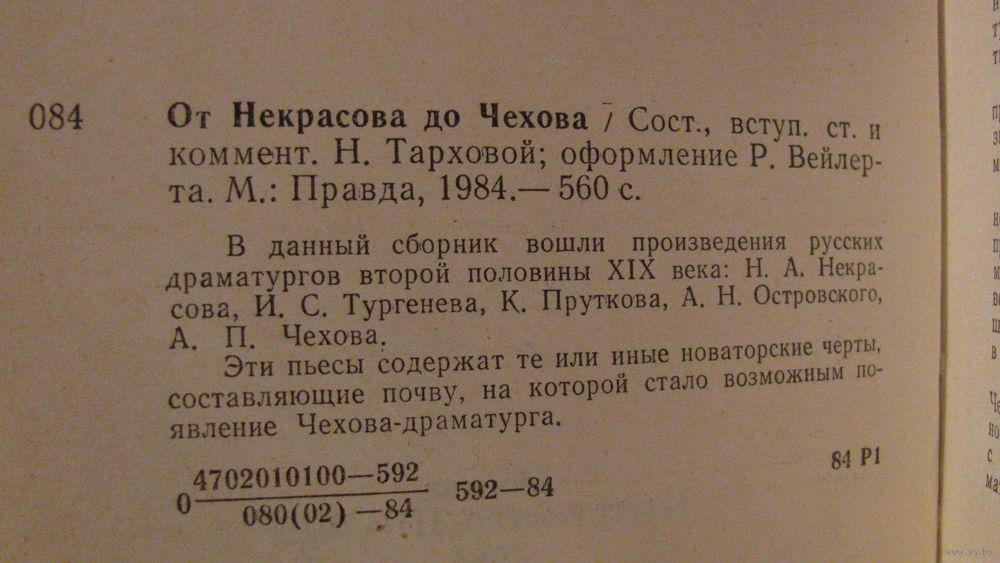 084 От Некрасова до Чехова / Сост., вступ. ст. и
коммент. Н. Тарховой; оформление Р. Вейлер-
та. М.: Правда, 1984.— 560 с.
В данный сборник вошли произведения русских
драматургов второй половины XIX века: Н. А. Некра-
сова, И. С. Тургенева, К. Пруткова, А. Н. Островского,
А. П. Чехова.
Эти пьесы содержат те или иные новаторские черты,
составляющие почву, на которой стало возможным по-
явление Чехова-драматурга.
84 Р1
4702010100—592
О 592—84
080(02) —84
www.ay.by